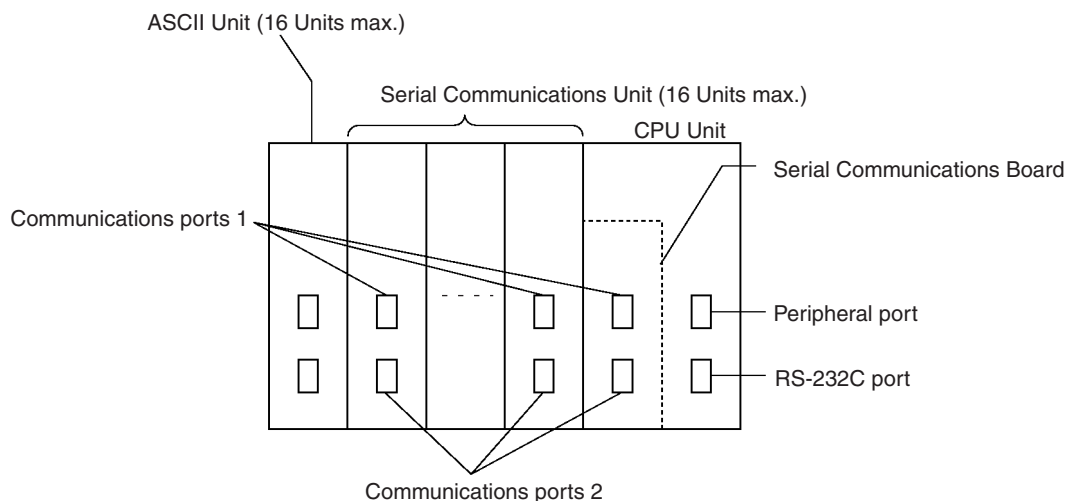 ASCII Unit (16 Units max.)
Serial Communications Unit (16 Units max.)
CPU Unit
Serial Communications Board
Communications ports 1
Peripheral port
RS-232C port
Communications ports 2